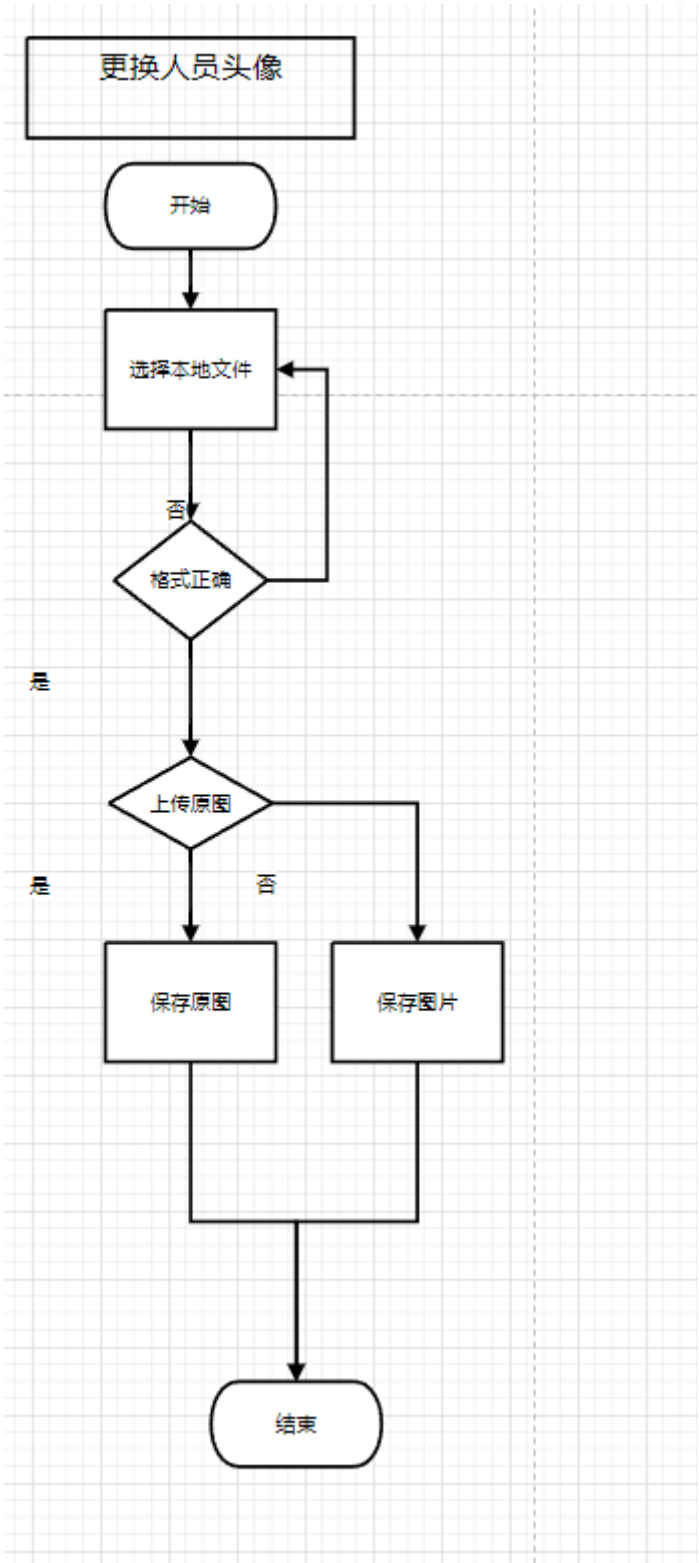 更换人员头像
开始
选择本地文件
否
格式正确
是
上传原图
是
否
保存原图
保存图片
结束